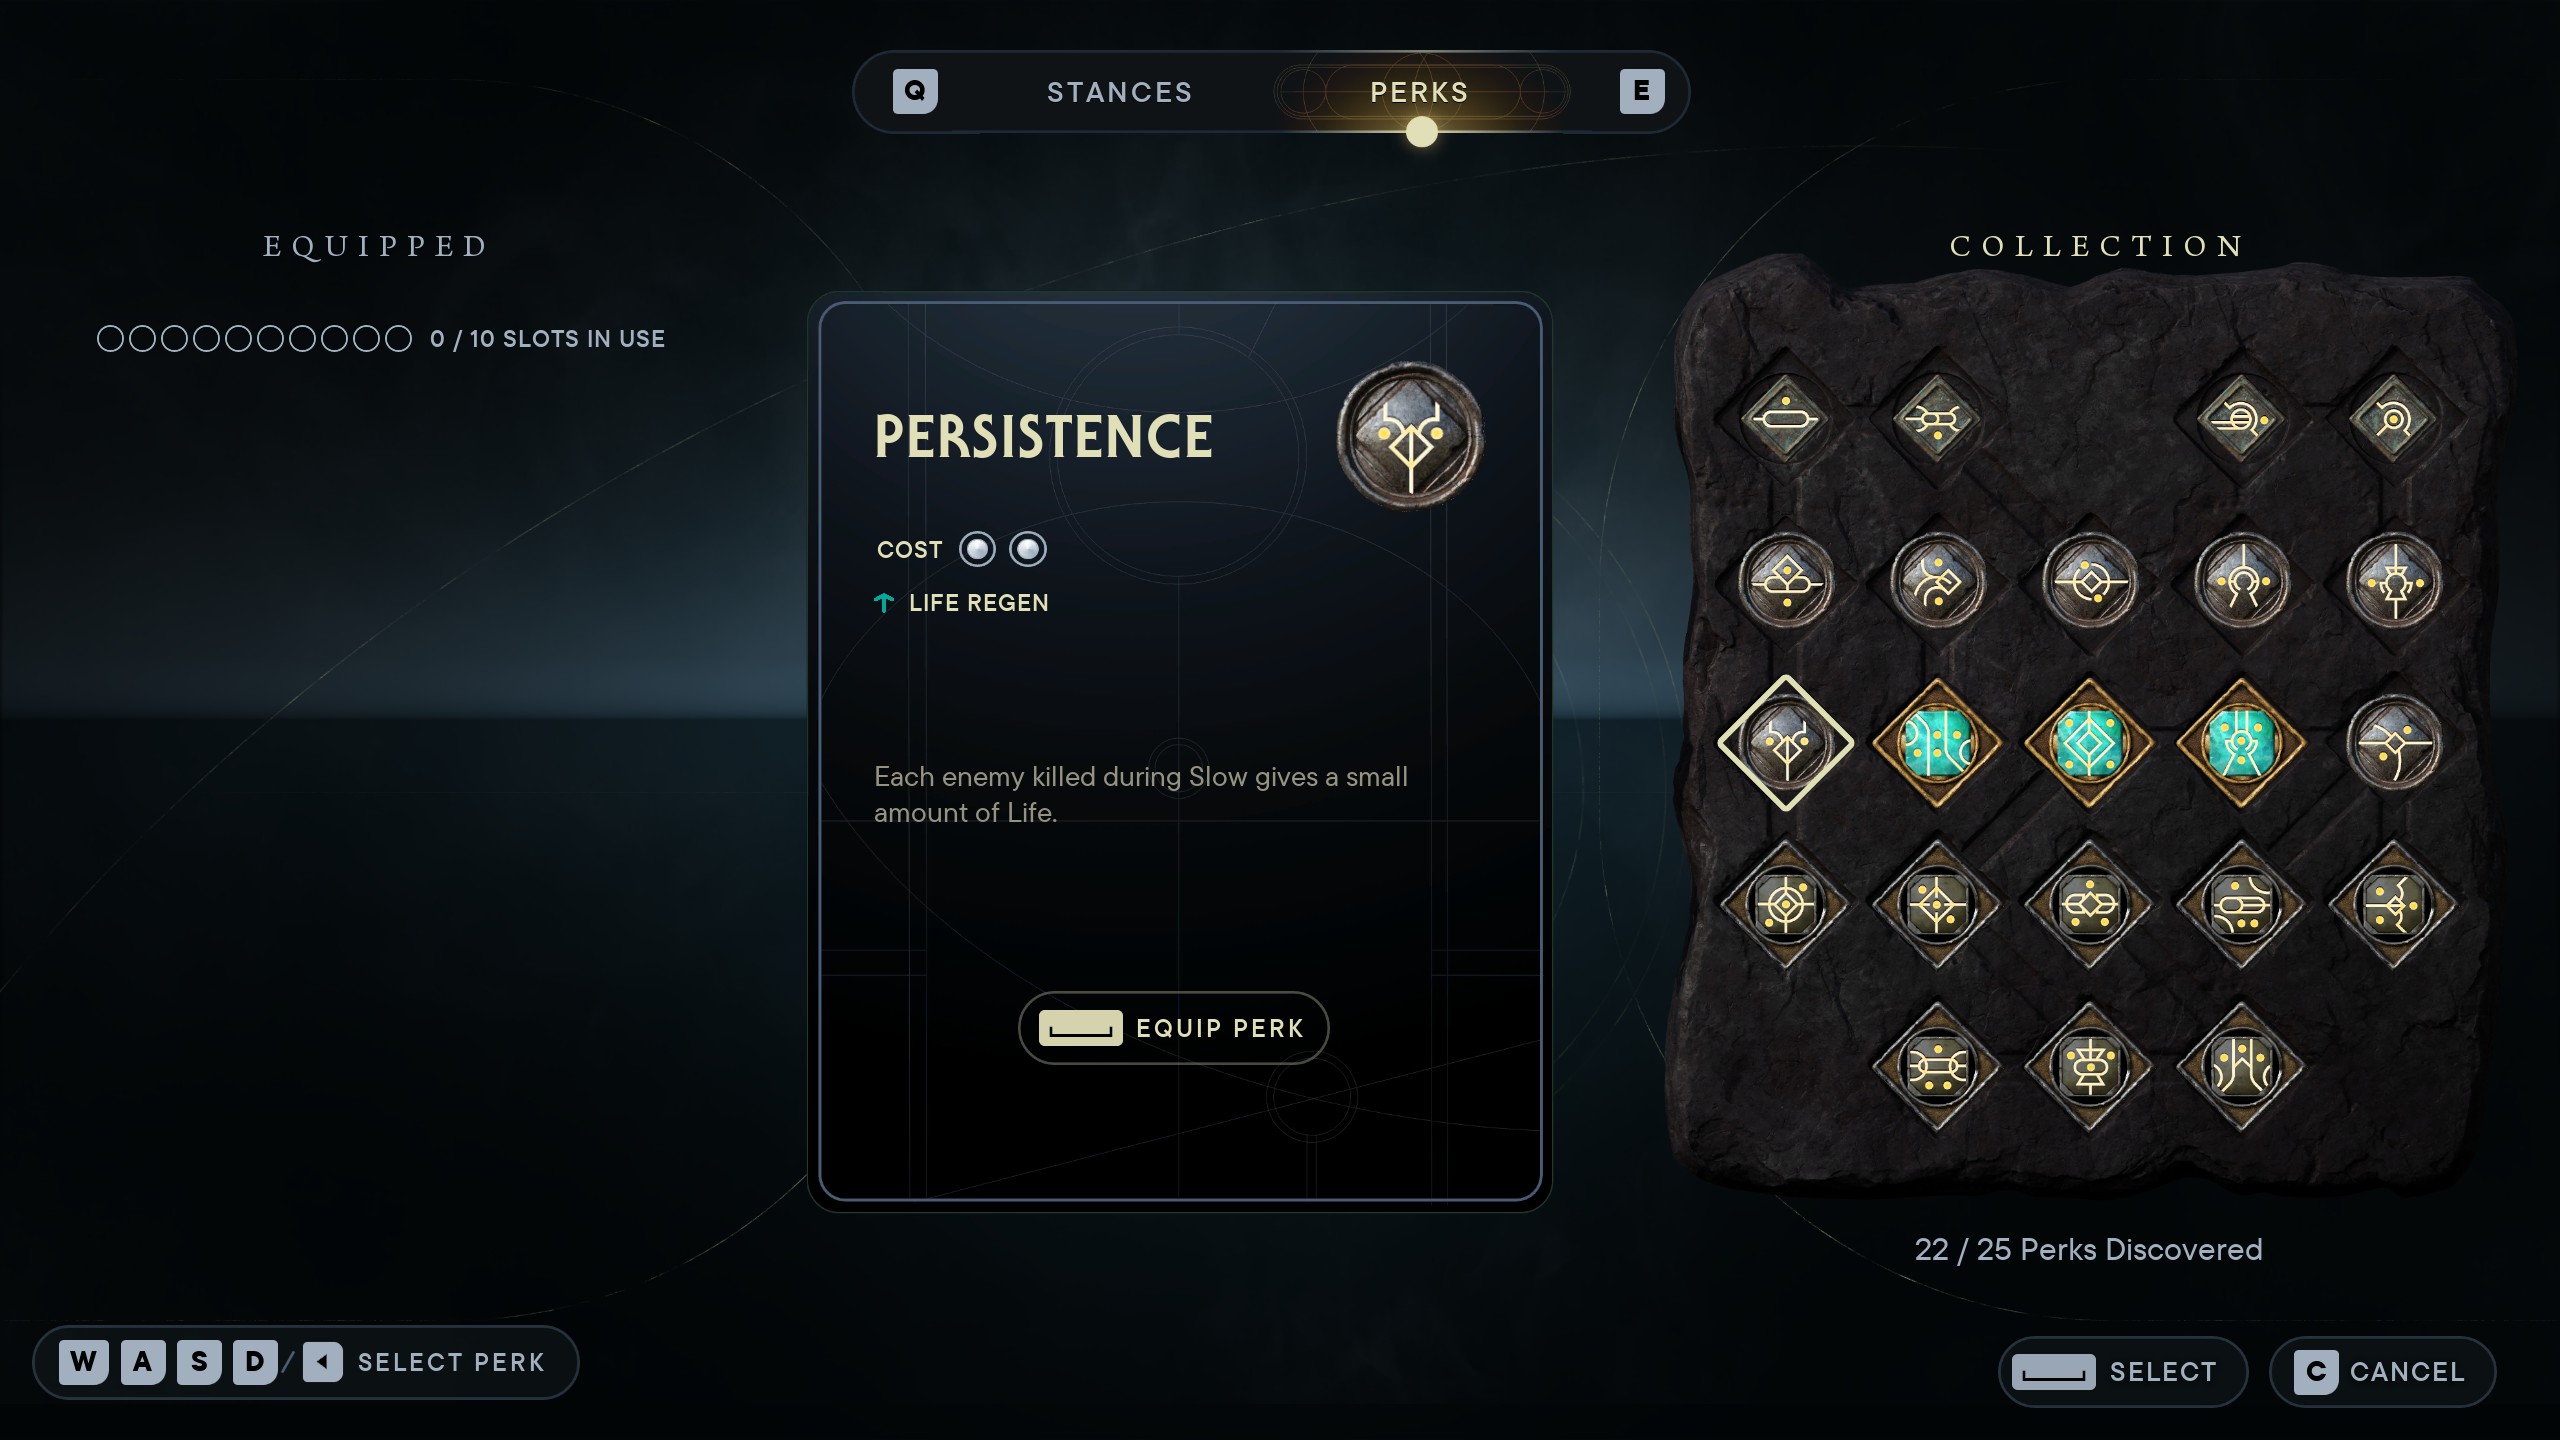 Q STANCES PERKS E
EQUIPPED
COLLECTION
0 / 10 SLOTS IN USE
PERSISTENCE
COST
LIFE REGEN
Each enemy killed during Slow gives a small
amount of Life.
EQUIP PERK
22 / 25 Perks Discovered
W A S D / SELECT PERK
SELECT
C CANCEL